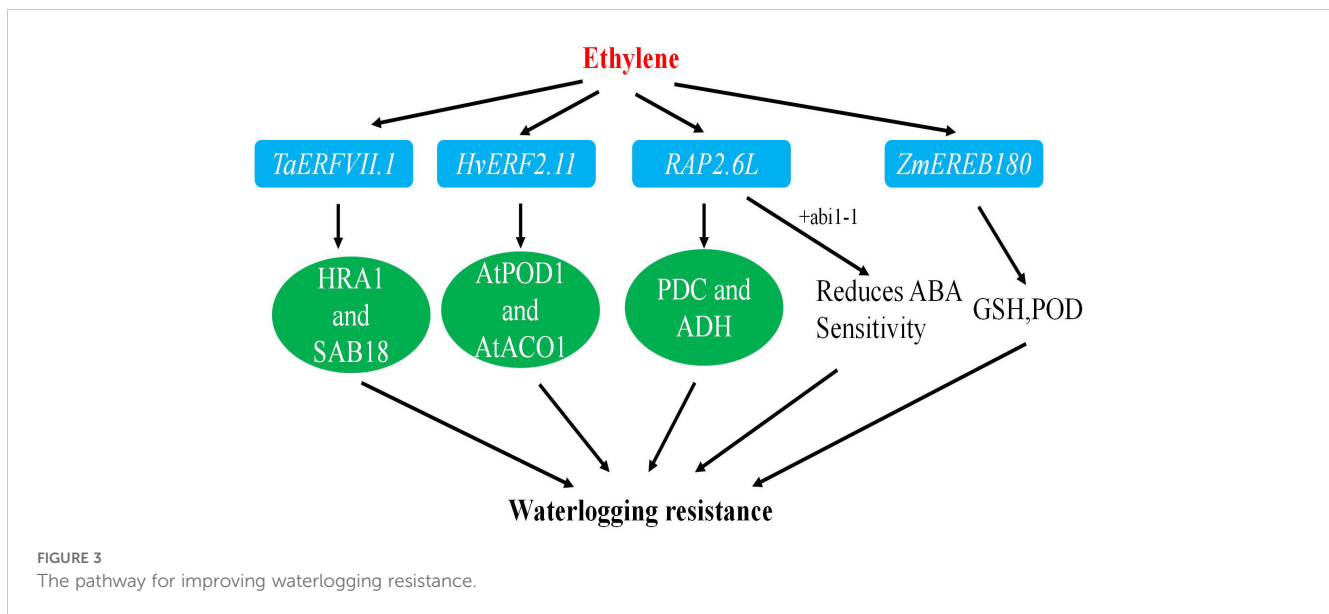 Ethylene
TaERFVII.1
HvERF2.11
RAP2.6L
ZmEREB180
+abi1-1
HRA1
and
SAB18
AtPOD1
and
AtACO1
PDC and
ADH
Reduces ABA
Sensitivity
GSH,POD
Waterlogging resistance
FIGURE 3
The pathway for improving waterlogging resistance.